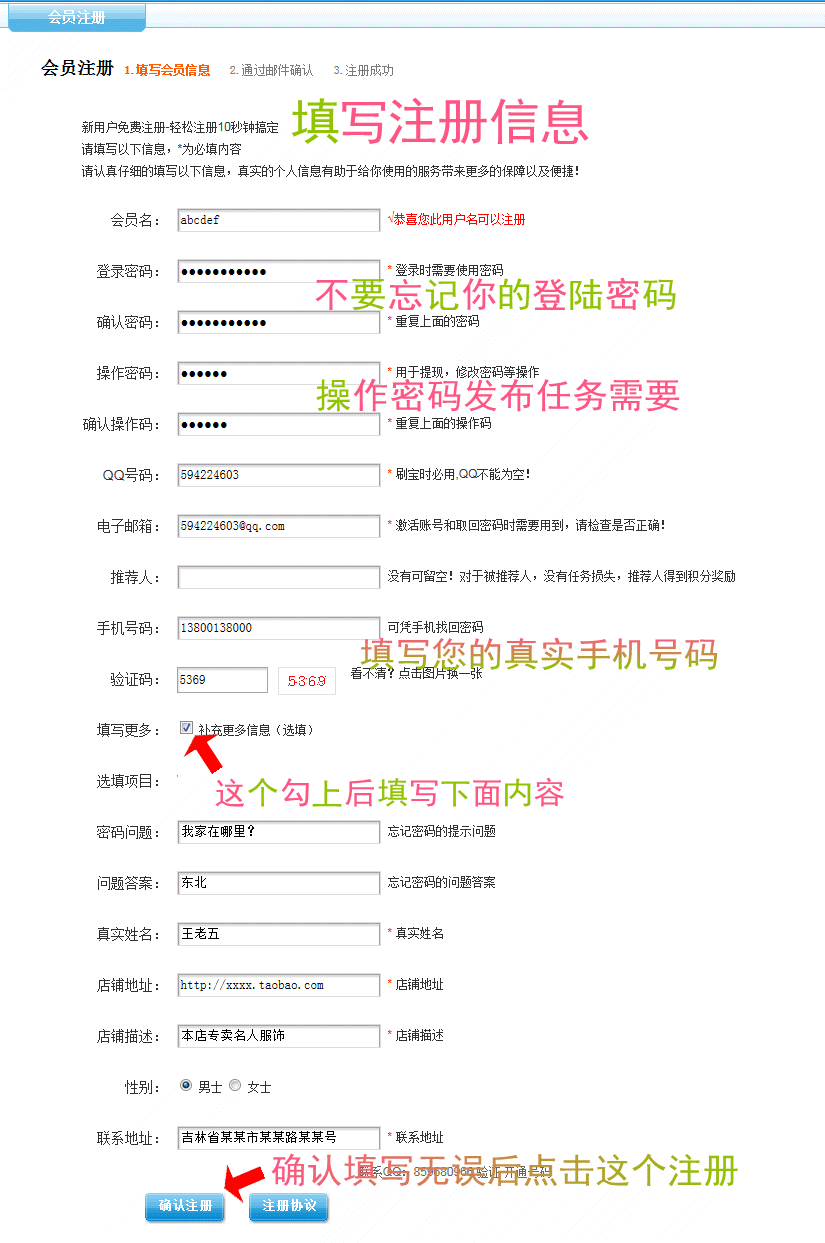 会员注册
会员注册 1.填写会员信息 2.通过邮件确认 3.注册成功
填写注册信息
新用户免费注册-轻松注册10秒钟搞定
请填写以下信息，*为必填内容
请认真仔细的填写以下信息，真实的个人信息有助于给你使用的服务带来更多的保障以及便捷！
会员名： abcdef √恭喜您此用户名可以注册
登录密码： ●●●●●●●●●●● * 登录时需要使用密码
不要忘记你的登陆密码
确认密码： ●●●●●●●●●●● * 重复上面的密码
操作密码： ●●●●●● * 用于提现，修改密码等操作
操作密码发布任务需要
确认操作码： ●●●●●● * 重复上面的操作码
QQ号码： 594224603 * 刷宝时必用,QQ不能为空！
电子邮箱： 594224603@qq.com * 激活账号和取回密码时需要用到，请检查是否正确！
推荐人： 没有可留空！对于被推荐人，没有任务损失，推荐人得到积分奖励
手机号码： 13800138000 可凭手机找回密码
填写您的真实手机号码
验证码： 5369 5369 看不清？点击图片换一张
填写更多： 补充更多信息（选填）
选填项目：
这个勾上后填写下面内容
密码问题： 我家在哪里？ 忘记密码的提示问题
问题答案： 东北 忘记密码的问题答案
真实姓名： 王老五 * 真实姓名
店铺地址： http://xxxx.taobao.com * 店铺地址
店铺描述： 本店专卖名人服饰 * 店铺描述
性别： 男士 女士
联系地址： 吉林省某某市某某路某某号 * 联系地址
确认填写无误后点击这个注册
联系QQ: 859680966 验证 开通号码
确认注册 注册协议